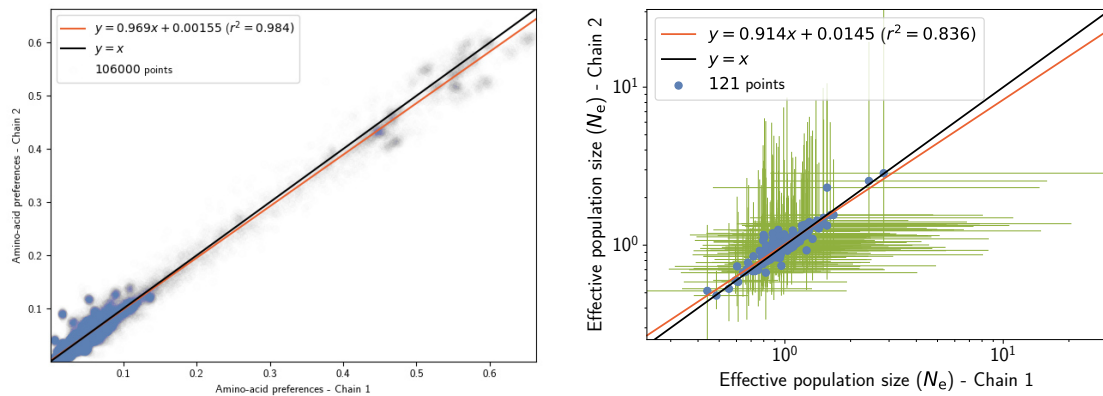 y = 0.969x + 0.00155 (r² = 0.984)
y = x
106000 points
Amino-acid preferences - Chain 2
0.6
0.5
0.4
0.3
0.2
0.1
0.1 0.2 0.3 0.4 0.5 0.6
Amino-acid preferences - Chain 1
y = 0.914x + 0.0145 (r² = 0.836)
y = x
121 points
Effective population size (Nₑ) - Chain 2
10¹
10⁰
10⁰ 10¹
Effective population size (Nₑ) - Chain 1